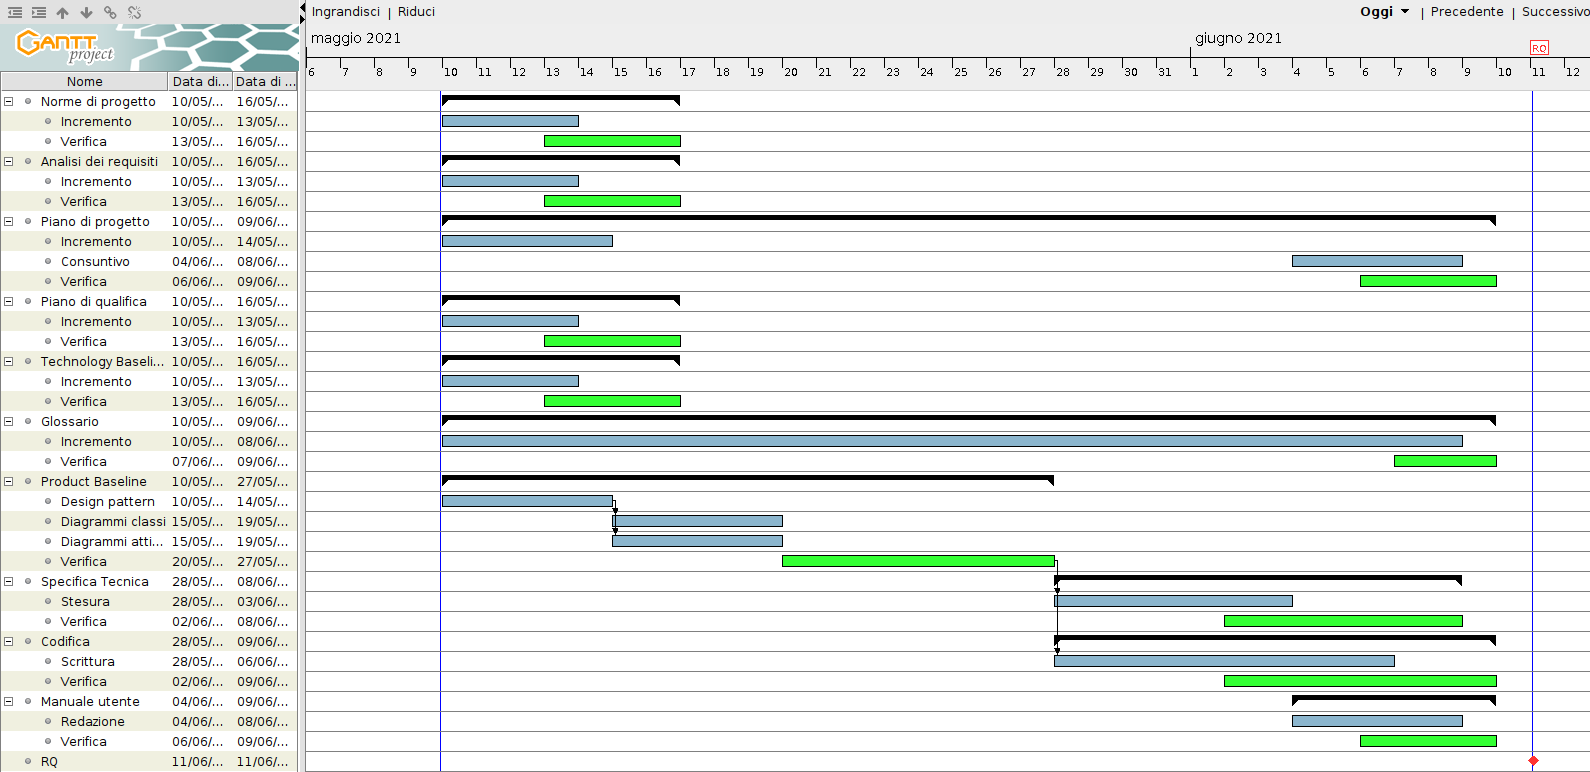 Ingrandisci | Riduci
Oggi | Precedente | Successivo
GANTT project
maggio 2021
giugno 2021
RQ
6 7 8 9 10 11 12 13 14 15 16 17 18 19 20 21 22 23 24 25 26 27 28 29 30 31 1 2 3 4 5 6 7 8 9 10 11 12
Nome Data di... Data di ...
Norme di progetto 10/05/... 16/05/...
Incremento 10/05/... 13/05/...
Verifica 13/05/... 16/05/...
Analisi dei requisiti 10/05/... 16/05/...
Incremento 10/05/... 13/05/...
Verifica 13/05/... 16/05/...
Piano di progetto 10/05/... 09/06/...
Incremento 10/05/... 14/05/...
Consuntivo 04/06/... 08/06/...
Verifica 06/06/... 09/06/...
Piano di qualifica 10/05/... 16/05/...
Incremento 10/05/... 13/05/...
Verifica 13/05/... 16/05/...
Technology Baseli... 10/05/... 16/05/...
Incremento 10/05/... 13/05/...
Verifica 13/05/... 16/05/...
Glossario 10/05/... 09/06/...
Incremento 10/05/... 08/06/...
Verifica 07/06/... 09/06/...
Product Baseline 10/05/... 27/05/...
Design pattern 10/05/... 14/05/...
Diagrammi classi 15/05/... 19/05/...
Diagrammi atti... 15/05/... 19/05/...
Verifica 20/05/... 27/05/...
Specifica Tecnica 28/05/... 08/06/...
Stesura 28/05/... 03/06/...
Verifica 02/06/... 08/06/...
Codifica 28/05/... 09/06/...
Scrittura 28/05/... 06/06/...
Verifica 02/06/... 09/06/...
Manuale utente 04/06/... 09/06/...
Redazione 04/06/... 08/06/...
Verifica 06/06/... 09/06/...
RQ 11/06/... 11/06/...